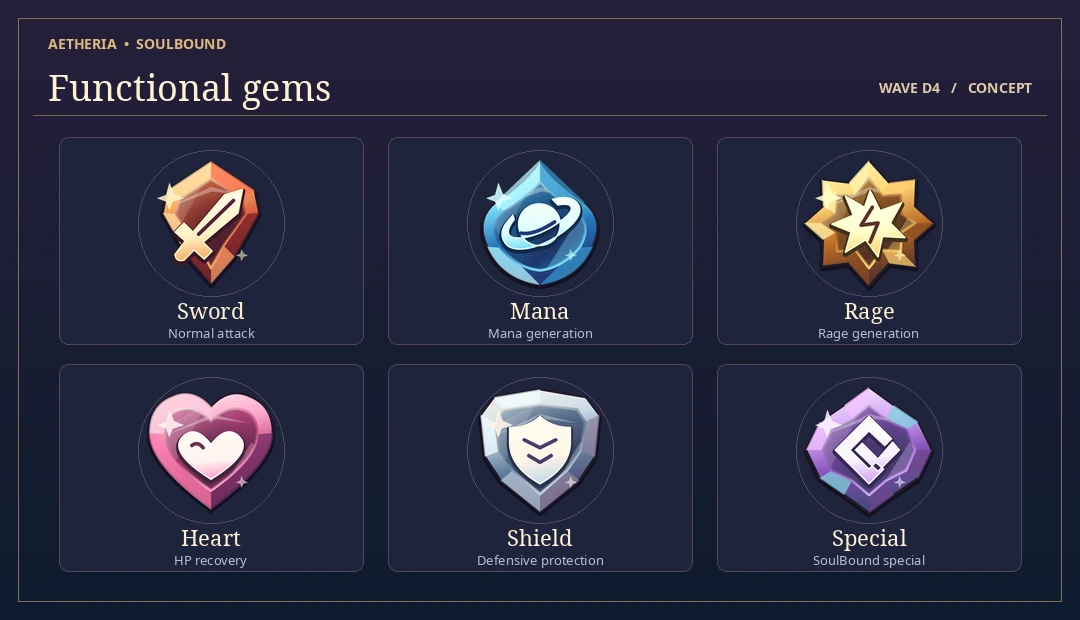 AETHERIA • SOULBOUND
Functional gems
WAVE D4 / CONCEPT
Sword
Normal attack
Mana
Mana generation
Rage
Rage generation
Heart
HP recovery
Shield
Defensive protection
Special
SoulBound special